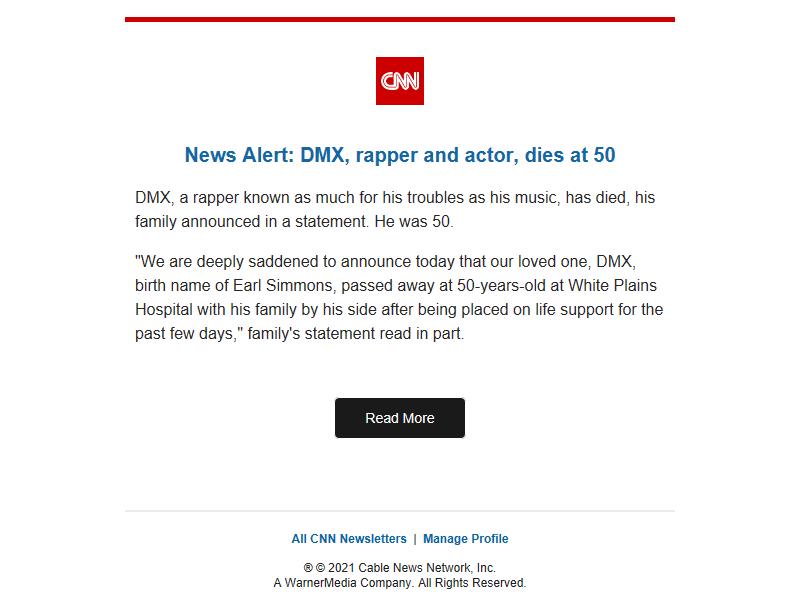 CNN
News Alert: DMX, rapper and actor, dies at 50
DMX, a rapper known as much for his troubles as his music, has died, his
family announced in a statement. He was 50.
"We are deeply saddened to announce today that our loved one, DMX,
birth name of Earl Simmons, passed away at 50-years-old at White Plains
Hospital with his family by his side after being placed on life support for the
past few days," family's statement read in part.
Read More
All CNN Newsletters | Manage Profile
® © 2021 Cable News Network, Inc.
A WarnerMedia Company. All Rights Reserved.